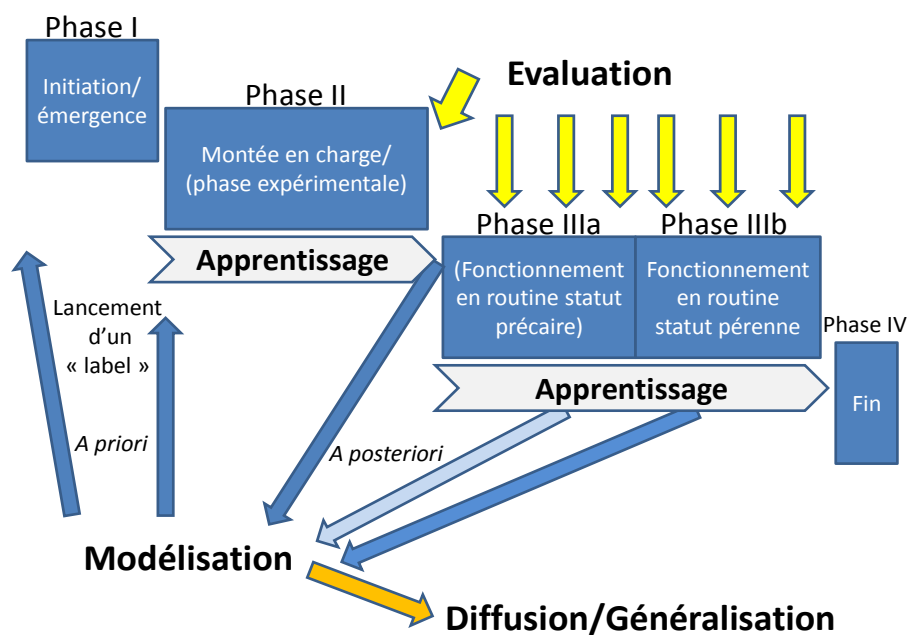 Phase I
Initiation/
émergence
Phase II
Montée en charge/
(phase expérimentale)
Evaluation
Apprentissage
Phase IIIa
(Fonctionnement
en routine statut
précaire)
Phase IIIb
Fonctionnement
en routine
statut pérenne
Phase IV
Fin
Apprentissage
Lancement
d'un
« label »
A priori
A posteriori
Modélisation
Diffusion/Généralisation